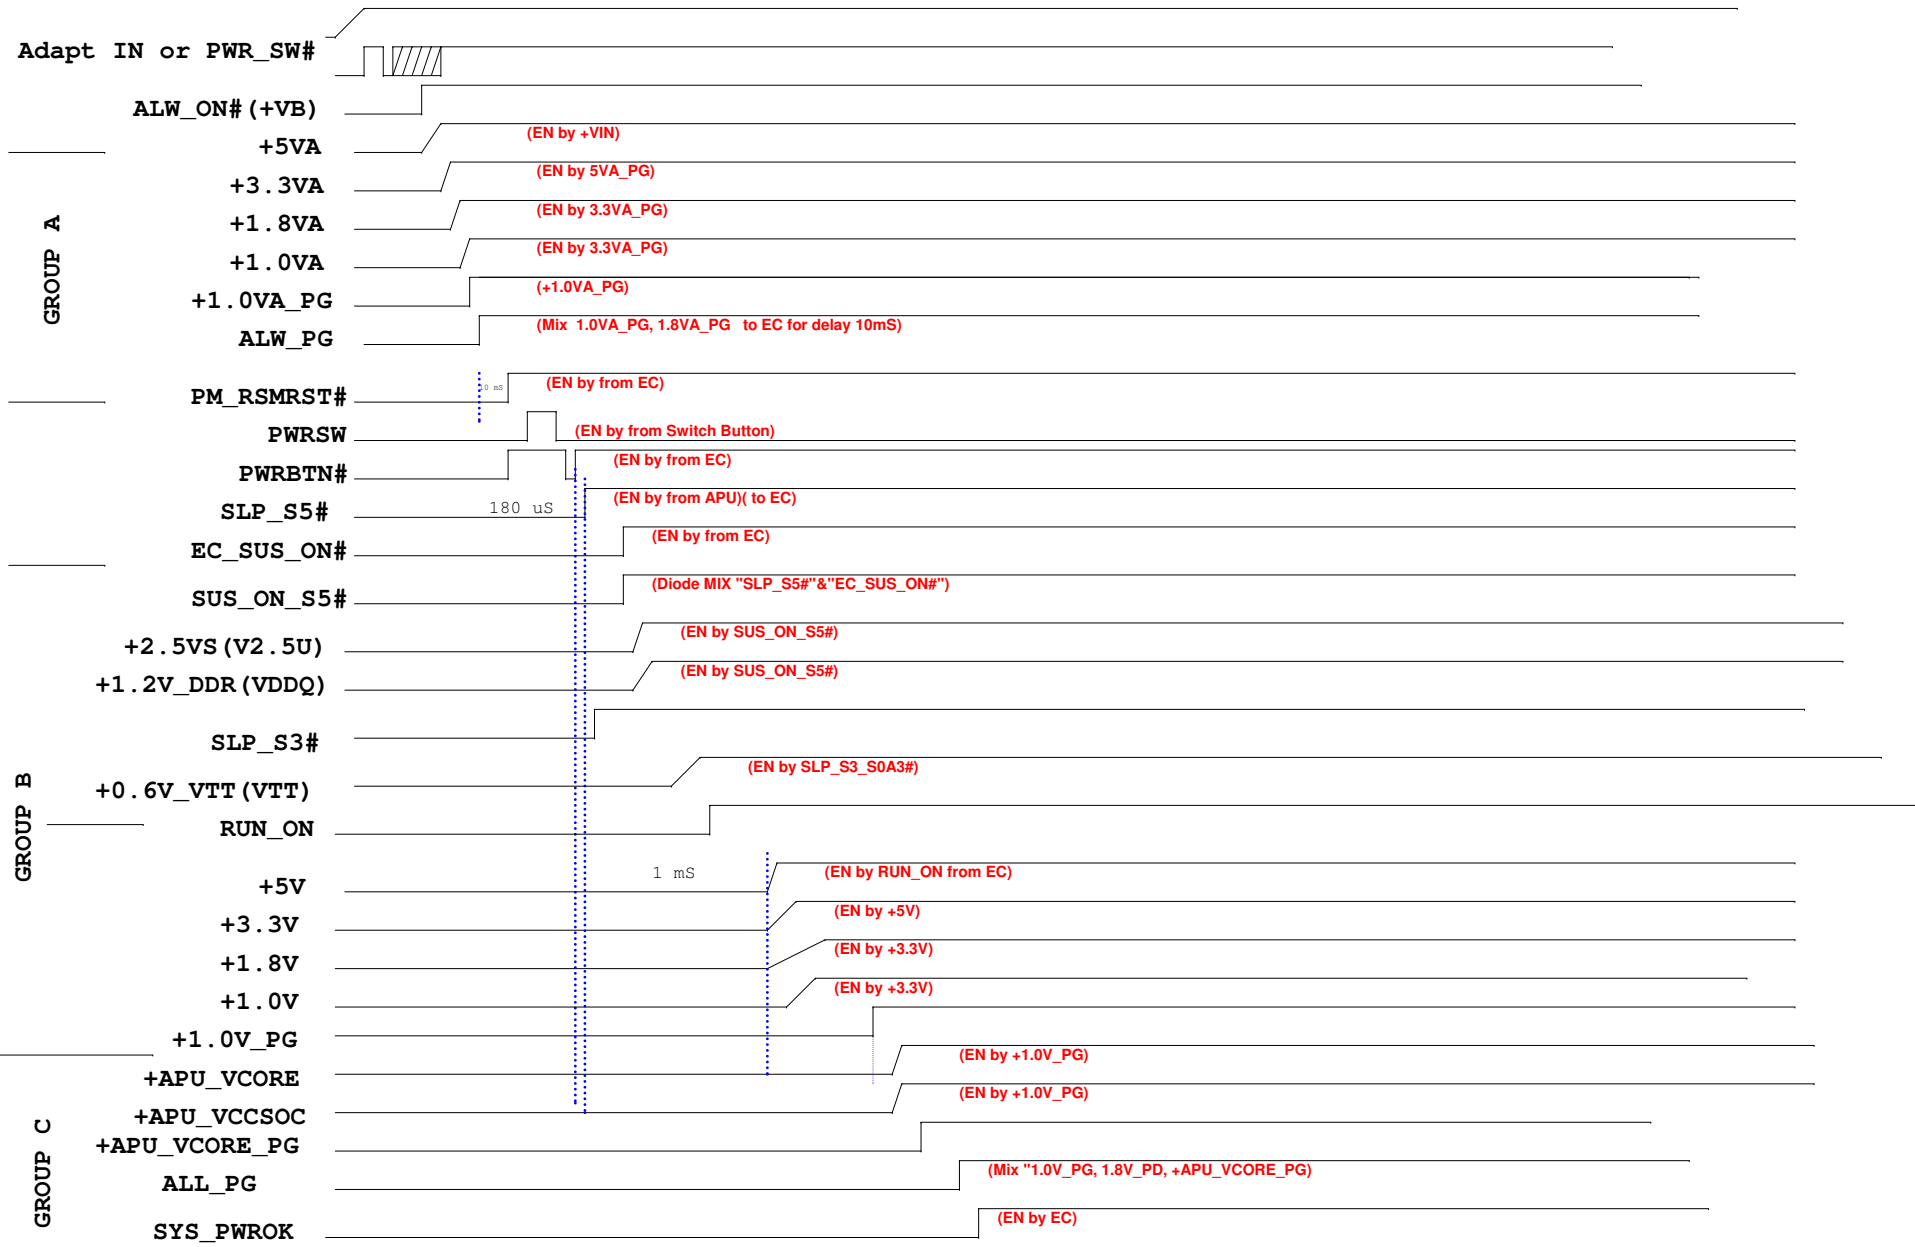 Adapt IN or PWR_SW#
ALW_ON#(+VB)
+5VA (EN by +VIN)
+3.3VA (EN by 5VA_PG)
+1.8VA (EN by 3.3VA_PG)
+1.0VA (EN by 3.3VA_PG)
GROUP A
+1.0VA_PG (+1.0VA_PG)
ALW_PG (Mix 1.0VA_PG, 1.8VA_PG to EC for delay 10mS)
PM_RSMRST# 10 mS (EN by from EC)
PWRSW (EN by from Switch Button)
PWRBTN# (EN by from EC)
SLP_S5# 180 uS (EN by from APU)( to EC)
EC_SUS_ON# (EN by from EC)
SUS_ON_S5# (Diode MIX "SLP_S5#"&"EC_SUS_ON#")
+2.5VS(V2.5U) (EN by SUS_ON_S5#)
+1.2V_DDR(VDDQ) (EN by SUS_ON_S5#)
SLP_S3#
+0.6V_VTT(VTT) (EN by SLP_S3_S0A3#)
GROUP B
RUN_ON
+5V 1 mS (EN by RUN_ON from EC)
+3.3V (EN by +5V)
+1.8V (EN by +3.3V)
+1.0V (EN by +3.3V)
+1.0V_PG
+APU_VCORE (EN by +1.0V_PG)
+APU_VCCSOC (EN by +1.0V_PG)
+APU_VCORE_PG
GROUP C
ALL_PG (Mix "1.0V_PG, 1.8V_PD, +APU_VCORE_PG)
SYS_PWROK (EN by EC)